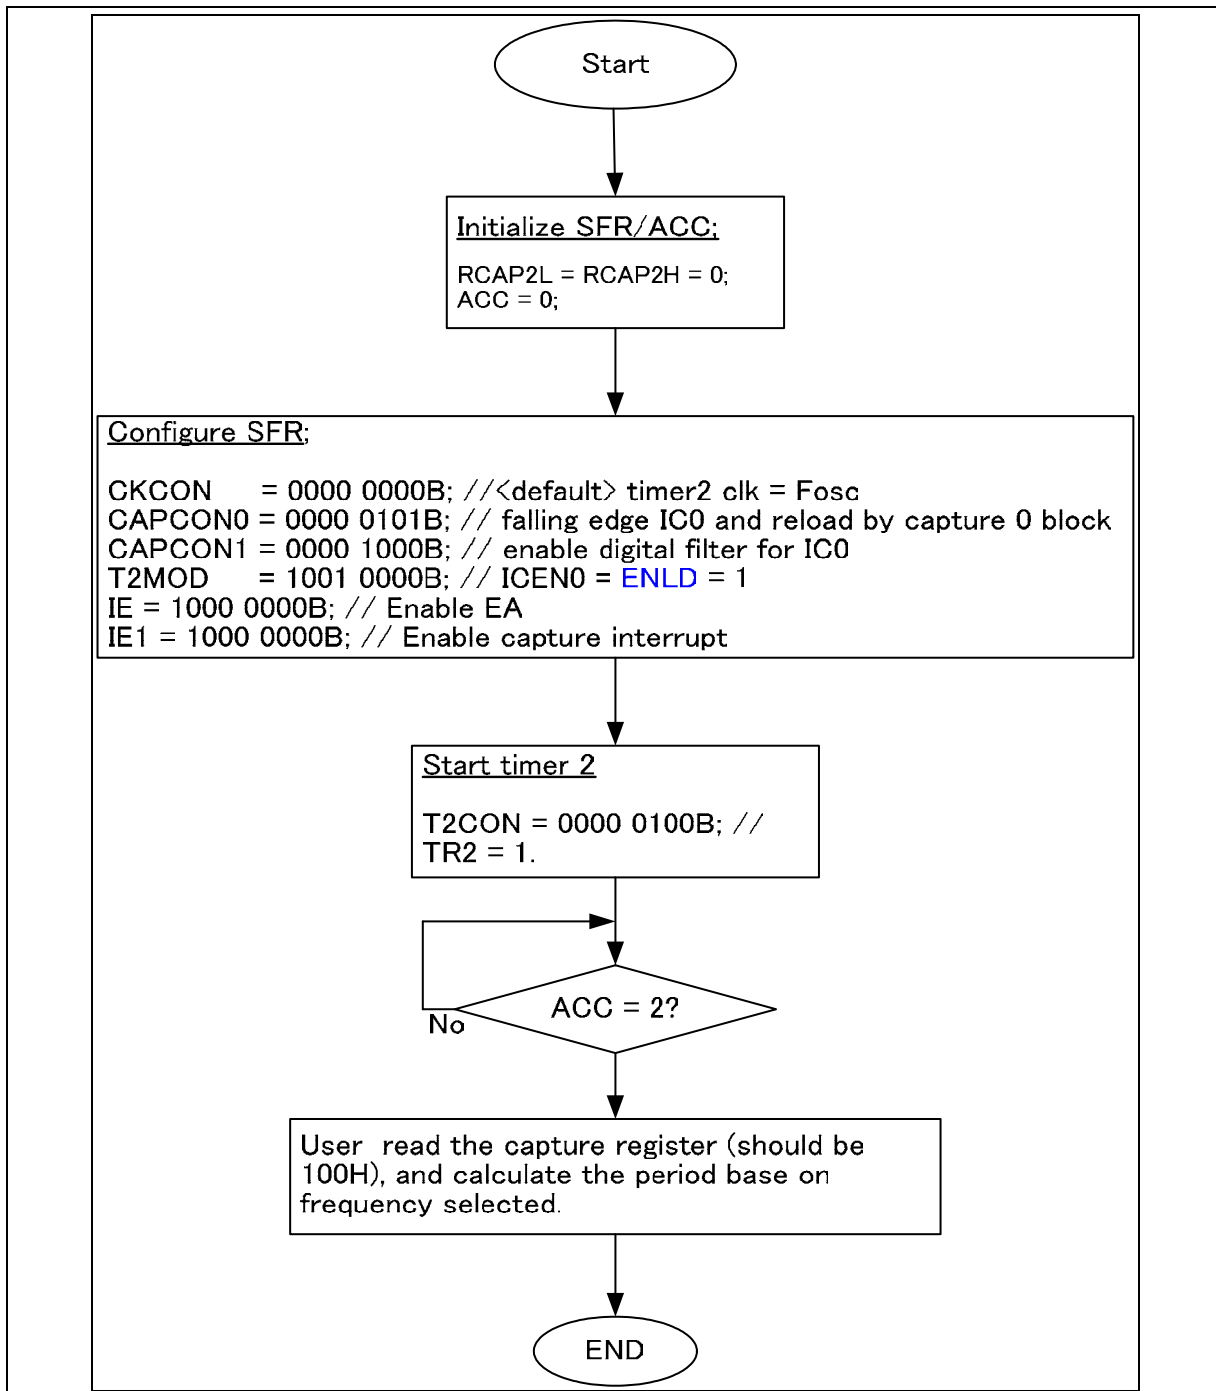 Start
Initialize SFR/ACC;
RCAP2L = RCAP2H = 0;
ACC = 0;
Configure SFR;
CKCON = 0000 0000B; //<default> timer2 clk = Fosc
CAPCON0 = 0000 0101B; // falling edge IC0 and reload by capture 0 block
CAPCON1 = 0000 1000B; // enable digital filter for IC0
T2MOD = 1001 0000B; // ICEN0 = ENLD = 1
IE = 1000 0000B; // Enable EA
IE1 = 1000 0000B; // Enable capture interrupt
Start timer 2
T2CON = 0000 0100B; //
TR2 = 1.
ACC = 2?
No
User read the capture register (should be
100H), and calculate the period base on
frequency selected.
END